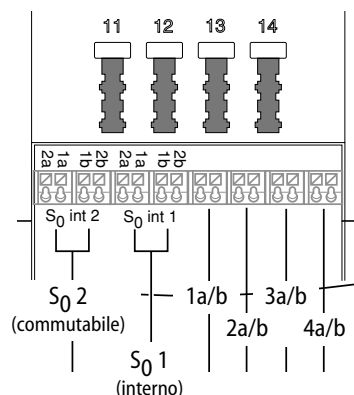 11 12 13 14
2a 1a 1b 2b 2a 1a 1b 2b
S0 int 2 S0 int 1
S0 2 1a/b 3a/b
(commutabile) 2a/b 4a/b
S0 1
(interno)